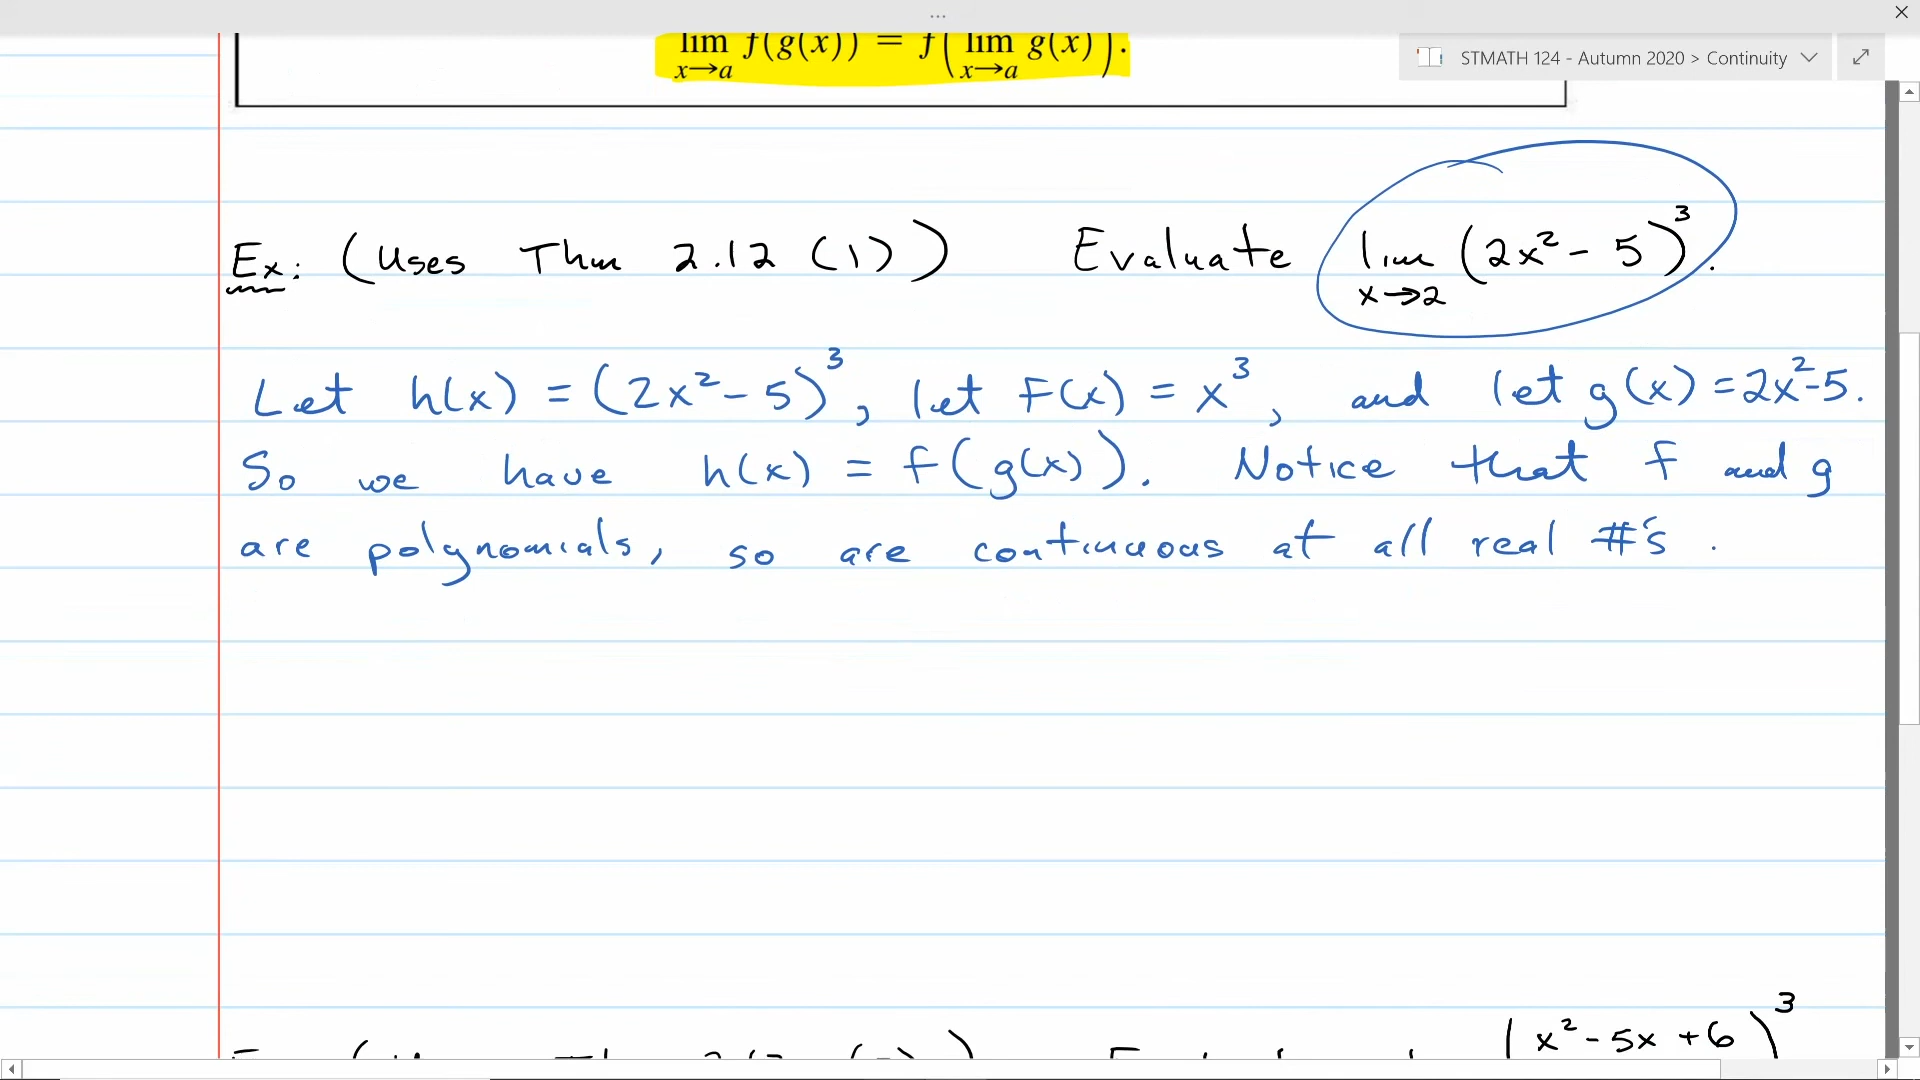 ...
lim f(g(x)) = f( lim g(x) ).
x→a x→a
STMATH 124 - Autumn 2020 > Continuity
Ex: (Uses Thm 2.12 (1)) Evaluate lim (2x² - 5)³.
x→2
Let h(x) = (2x² - 5)³, let f(x) = x³, and let g(x) = 2x² - 5.
So we have h(x) = f(g(x)). Notice that f and g
are polynomials, so are continuous at all real #'s.
(x² - 5x + 6)³